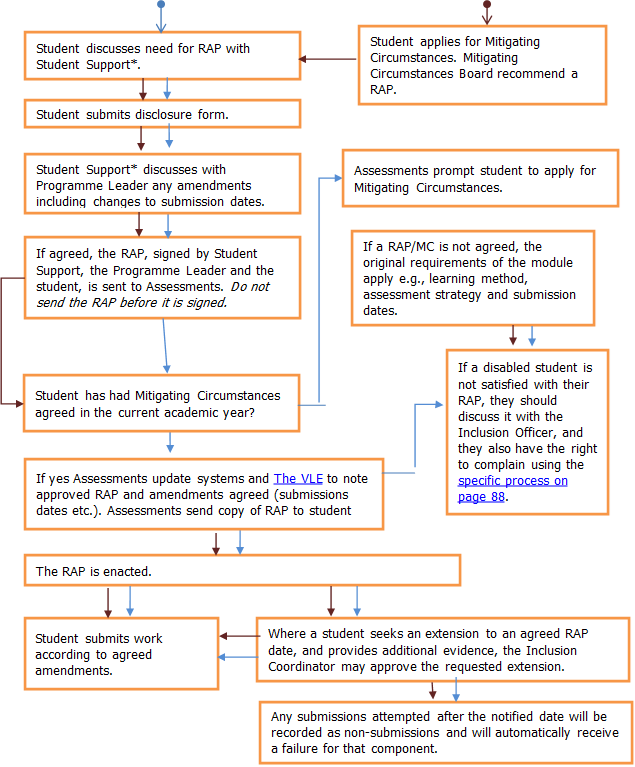 Student discusses need for RAP with
Student Support*.
Student applies for Mitigating
Circumstances. Mitigating
Circumstances Board recommend a
RAP.
Student submits disclosure form.
Student Support* discusses with
Programme Leader any amendments
including changes to submission dates.
Assessments prompt student to apply for
Mitigating Circumstances.
If agreed, the RAP, signed by Student
Support, the Programme Leader and the
student, is sent to Assessments. Do not
send the RAP before it is signed.
If a RAP/MC is not agreed, the
original requirements of the module
apply e.g., learning method,
assessment strategy and submission
dates.
Student has had Mitigating Circumstances
agreed in the current academic year?
If a disabled student is
not satisfied with their
RAP, they should
discuss it with the
Inclusion Officer, and
they also have the right
to complain using the
specific process on
page 88.
If yes Assessments update systems and The VLE to note
approved RAP and amendments agreed (submissions
dates etc.). Assessments send copy of RAP to student
The RAP is enacted.
Student submits work
according to agreed
amendments.
Where a student seeks an extension to an agreed RAP
date, and provides additional evidence, the Inclusion
Coordinator may approve the requested extension.
Any submissions attempted after the notified date will be
recorded as non-submissions and will automatically receive
a failure for that component.